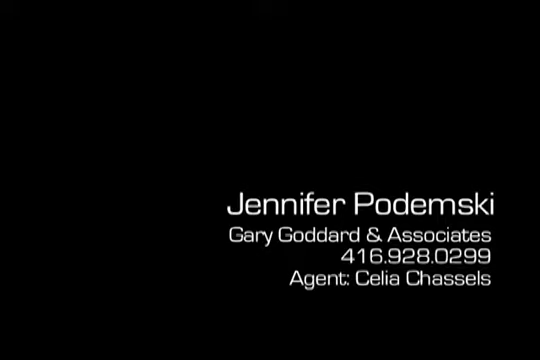 Jennifer Podemski
Gary Goddard & Associates
416.928.0299
Agent: Celia Chassels